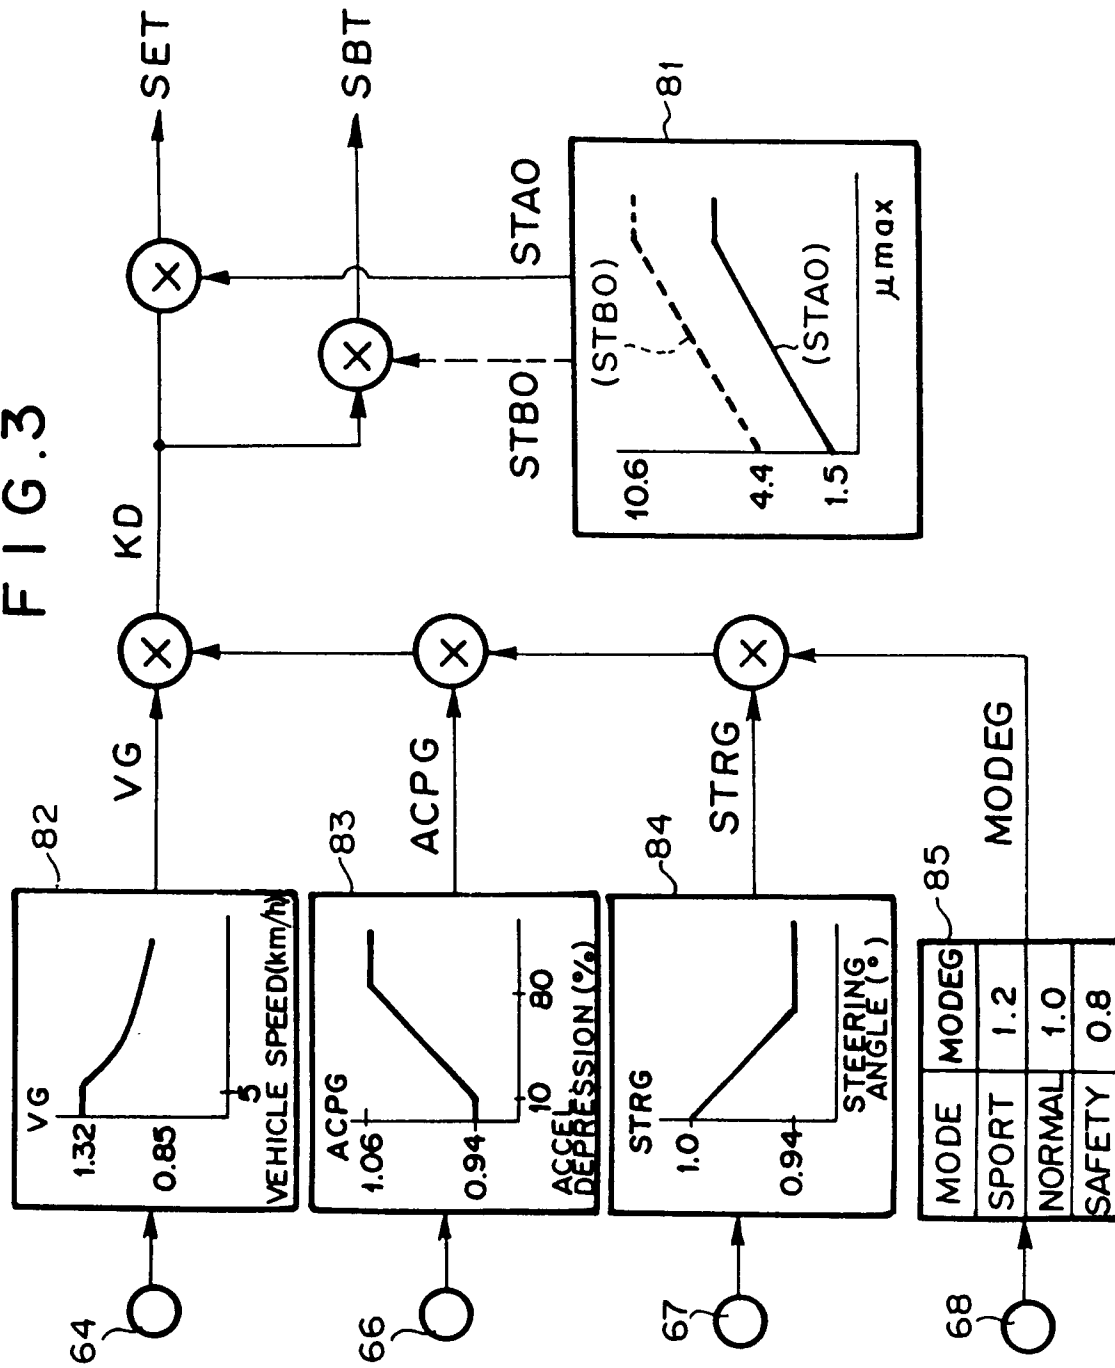 FIG.3
64
VG
1.32
0.85
5
VEHICLE SPEED(km/h)
82
VG
66
ACPG
1.06
0.94
10
80
ACCEL
DEPRESSION (%)
83
ACPG
67
STRG
1.0
0.94
STEERING
ANGLE (°)
84
STRG
68
MODE MODEG
SPORT 1.2
NORMAL 1.0
SAFETY 0.8
85
MODEG
KD
SET
SBT
STBO
STAO
10.6
4.4
1.5
(STBO)
(STAO)
μmax
81